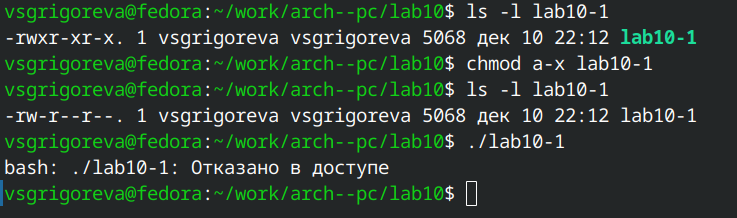 vsgrigoreva@fedora:~/work/arch--pc/lab10$ ls -l lab10-1
-rwxr-xr-x. 1 vsgrigoreva vsgrigoreva 5068 дек 10 22:12 lab10-1
vsgrigoreva@fedora:~/work/arch--pc/lab10$ chmod a-x lab10-1
vsgrigoreva@fedora:~/work/arch--pc/lab10$ ls -l lab10-1
-rw-r--r--. 1 vsgrigoreva vsgrigoreva 5068 дек 10 22:12 lab10-1
vsgrigoreva@fedora:~/work/arch--pc/lab10$ ./lab10-1
bash: ./lab10-1: Отказано в доступе
vsgrigoreva@fedora:~/work/arch--pc/lab10$